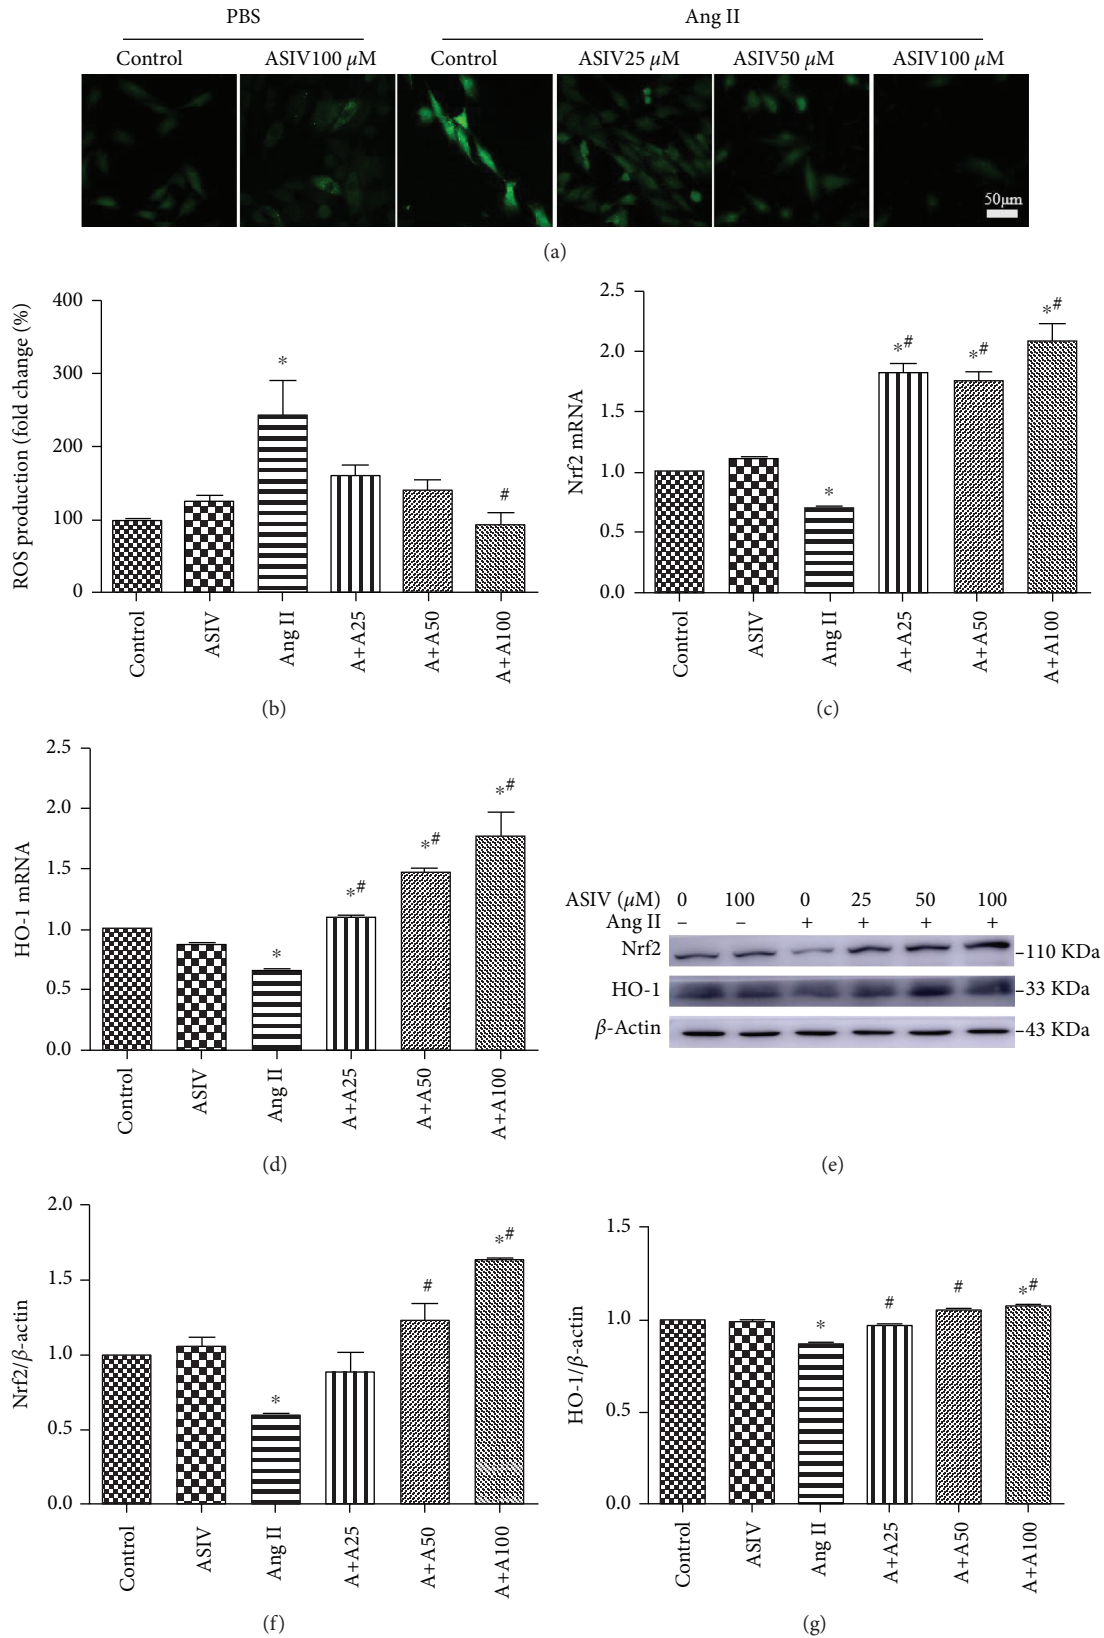 PBS Ang II
Control ASIV100 μM Control ASIV25 μM ASIV50 μM ASIV100 μM
50μm
(a)
ROS production (fold change (%)
400
300
200
100
0
*
#
Control ASIV Ang II A+A25 A+A50 A+A100
(b)
Nrf2 mRNA
2.5
2.0
1.5
1.0
0.5
0.0
*
*#
*#
*#
Control ASIV Ang II A+A25 A+A50 A+A100
(c)
HO-1 mRNA
2.5
2.0
1.5
1.0
0.5
0.0
*
*#
*#
*#
Control ASIV Ang II A+A25 A+A50 A+A100
(d)
ASIV (μM) 0 100 0 25 50 100
Ang II − − + + + +
Nrf2 –110 KDa
HO-1 –33 KDa
β-Actin –43 KDa
(e)
Nrf2/β-actin
2.0
1.5
1.0
0.5
0.0
*
#
*#
Control ASIV Ang II A+A25 A+A50 A+A100
(f)
HO-1/β-actin
1.5
1.0
0.5
0.0
*
#
#
*#
Control ASIV Ang II A+A25 A+A50 A+A100
(g)